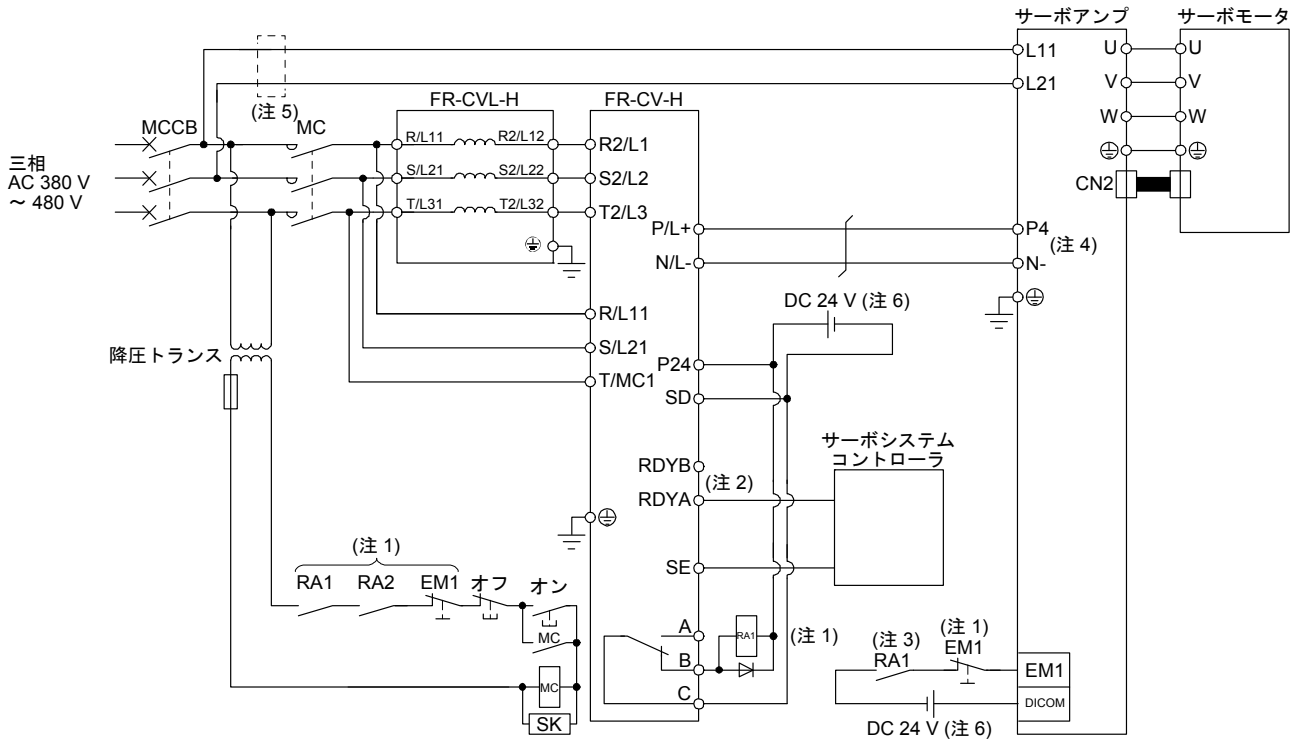 サーボアンプ サーボモータ
L11 U U
L21 V V
(注 5) W W
FR-CVL-H FR-CV-H
MCCB MC
三相
AC 380 V
～ 480 V
R/L11 R2/L12 R2/L1
S/L21 S2/L22 S2/L2
T/L31 T2/L32 T2/L3
CN2
P/L+ P4
(注 4)
N/L- N-
DC 24 V (注 6)
R/L11
降圧トランス S/L21
P24
T/MC1
SD
サーボシステム
コントローラ
RDYB
(注 2)
RDYA
SE
(注 1)
RA1 RA2 EM1 オフ オン
MC
A
RA1 (注 1)
B
C
MC
SK
(注 3) (注 1)
RA1 EM1
EM1
DICOM
DC 24 V (注 6)